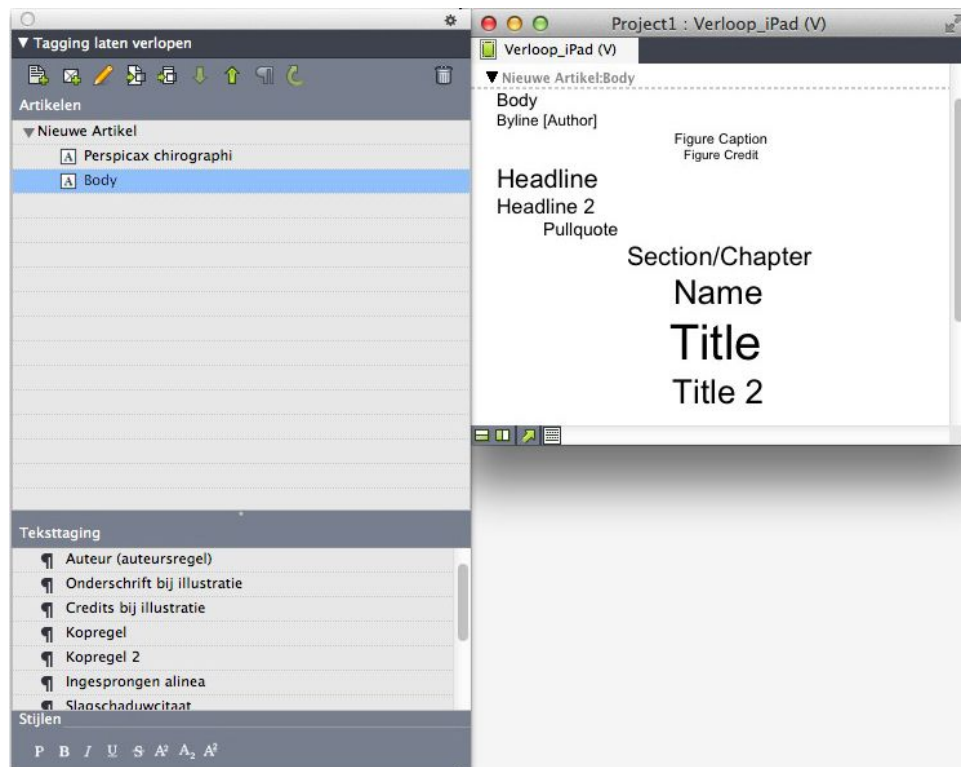 Tagging laten verlopen
Artikelen
Nieuwe Artikel
A Perspicax chirographi
A Body
Teksttaging
¶ Auteur (auteursregel)
¶ Onderschrift bij illustratie
¶ Credits bij illustratie
¶ Kopregel
¶ Kopregel 2
¶ Ingesprongen alinea
¶ Slagschaduwcitaat
Stijlen
P B I U S A² A₂ A²
Project1 : Verloop_iPad (V)
Verloop_iPad (V)
Nieuwe Artikel:Body
Body
Byline [Author]
Figure Caption
Figure Credit
Headline
Headline 2
Pullquote
Section/Chapter
Name
Title
Title 2